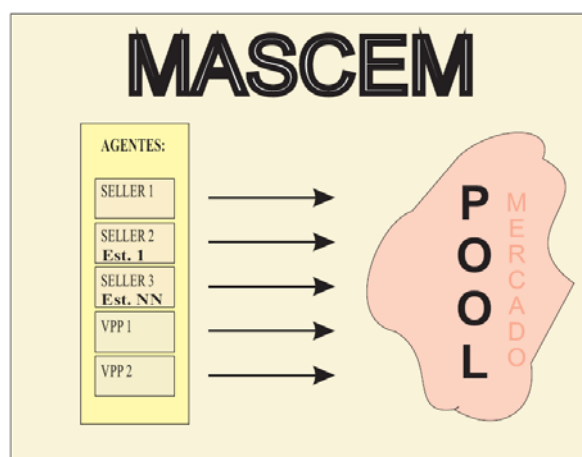 MASCEM
AGENTES:
SELLER 1
SELLER 2
Est. 1
SELLER 3
Est. NN
VPP 1
VPP 2
POOL
MERCADO